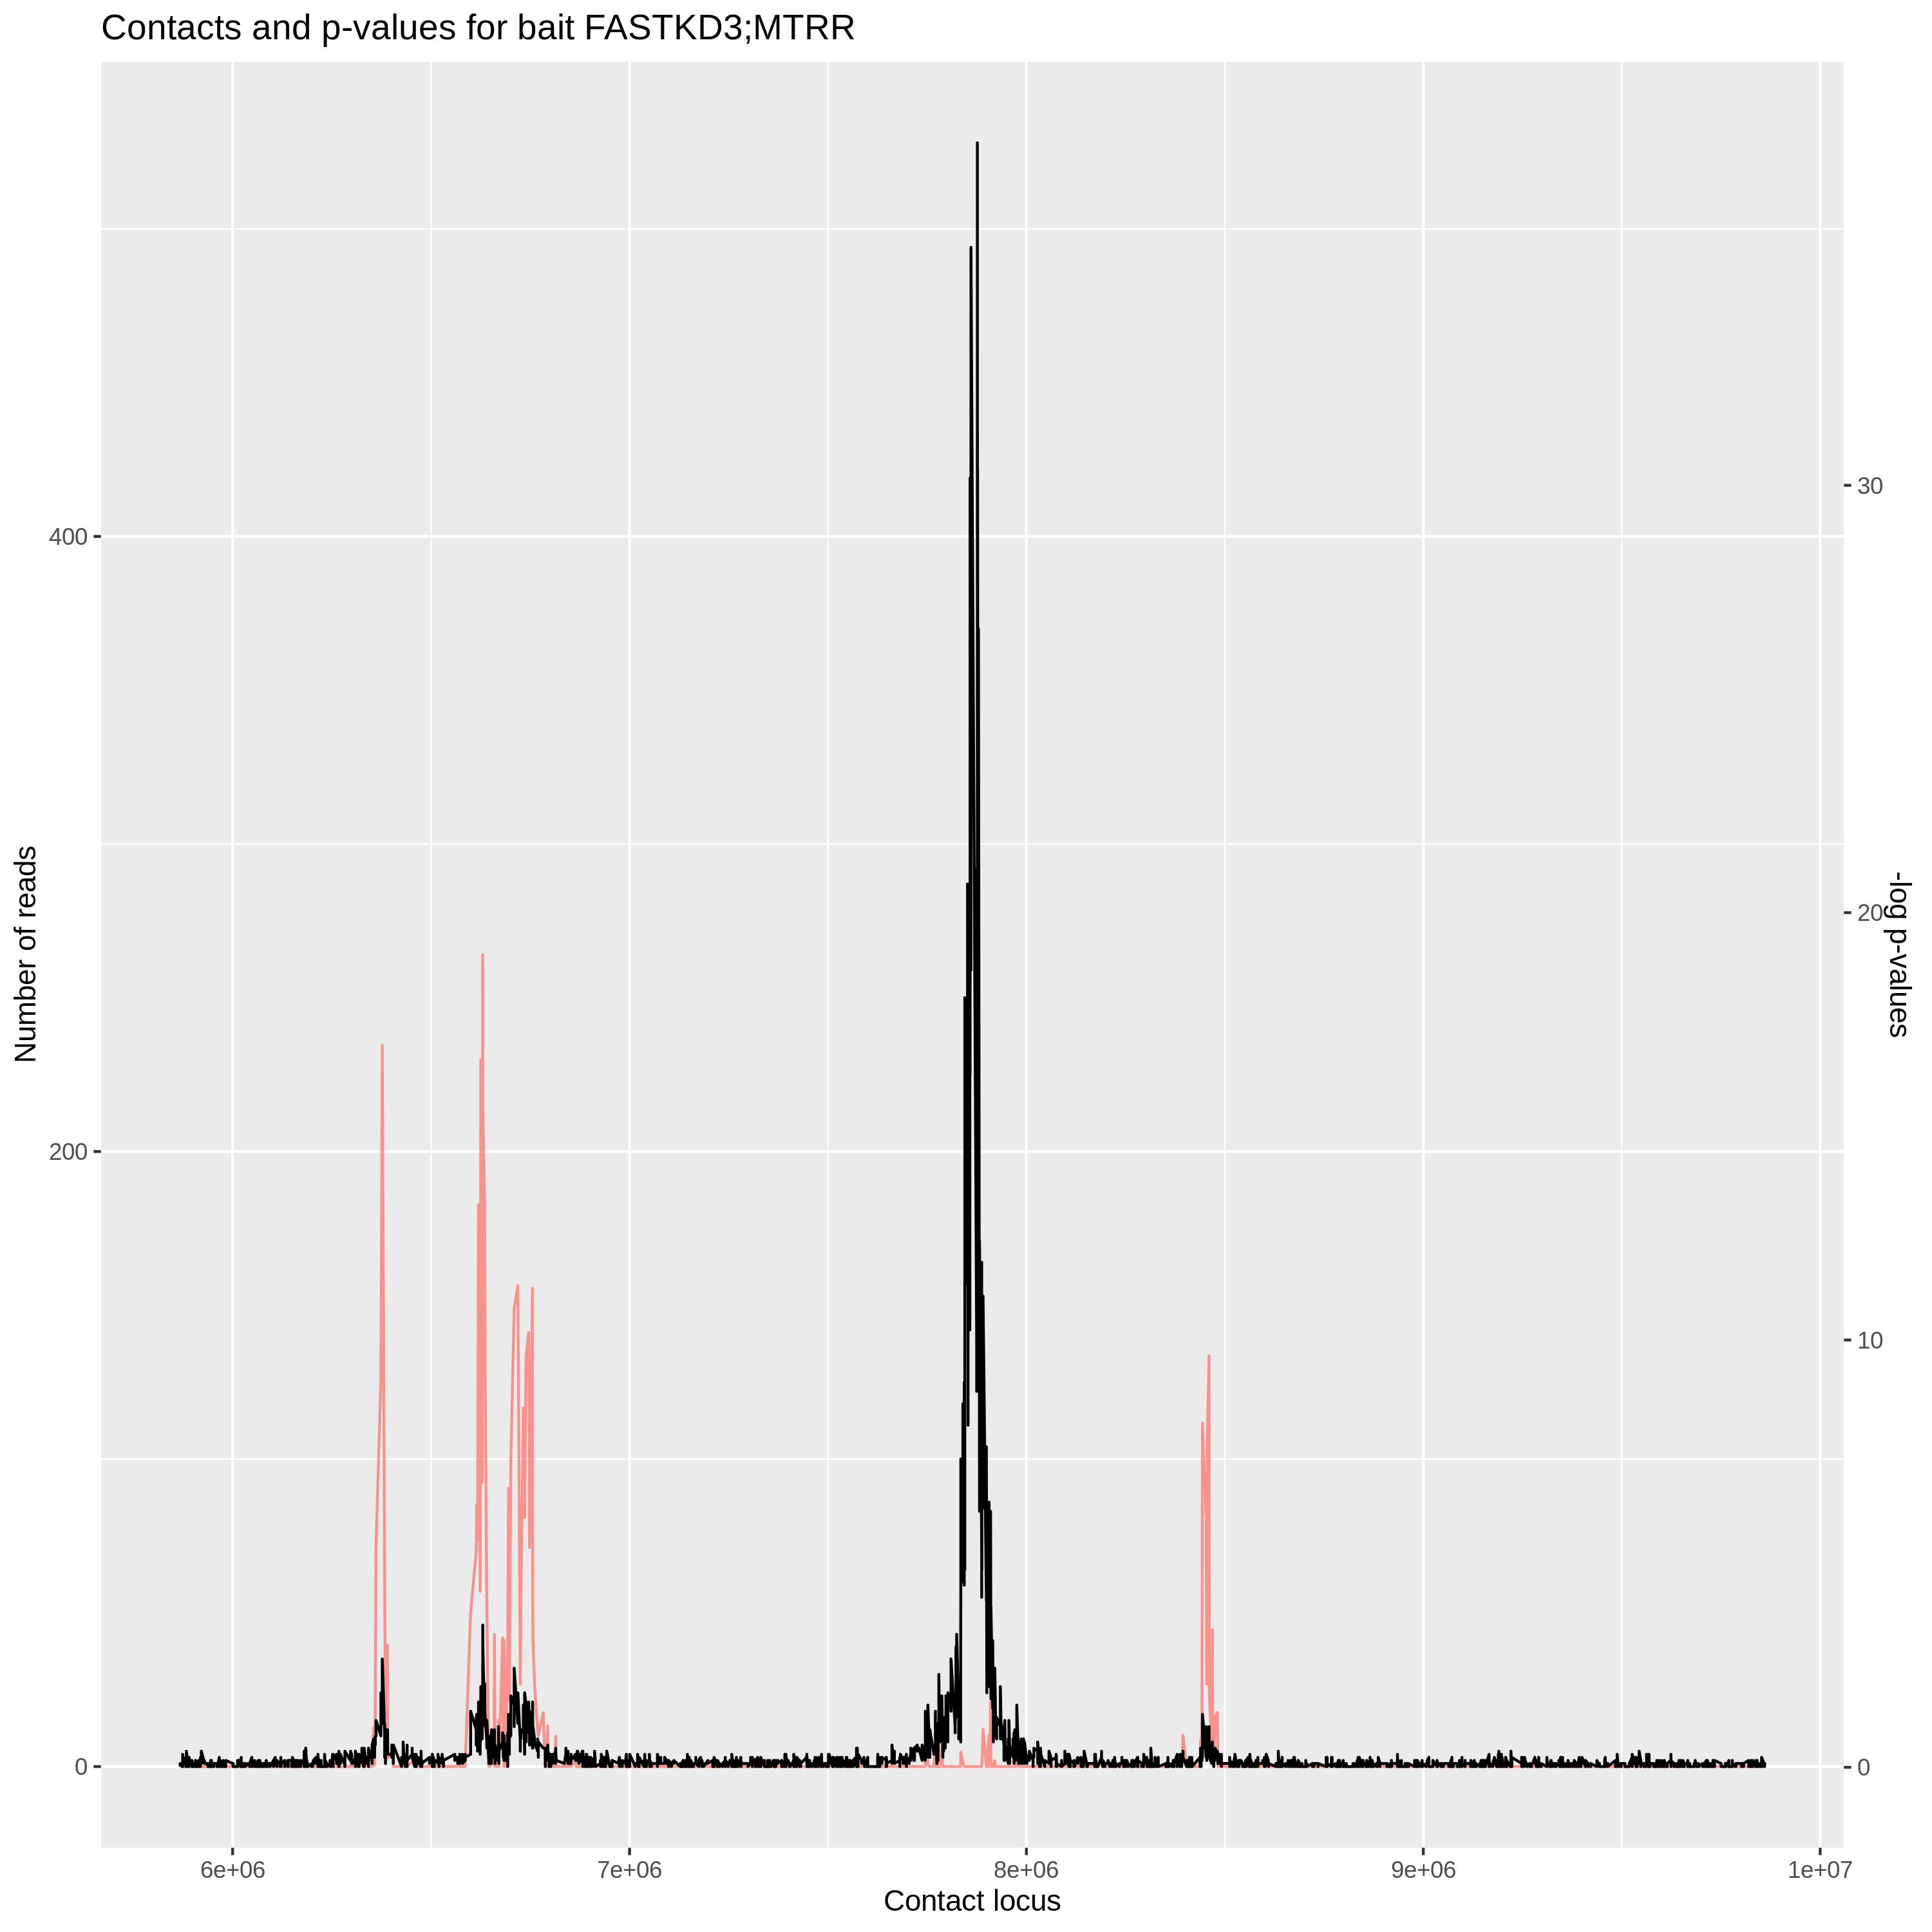 Contacts and p-values for bait FASTKD3;MTRR
Number of reads
400
200
0
30
20
10
0
-log p-values
6e+06 7e+06 8e+06 9e+06 1e+07
Contact locus